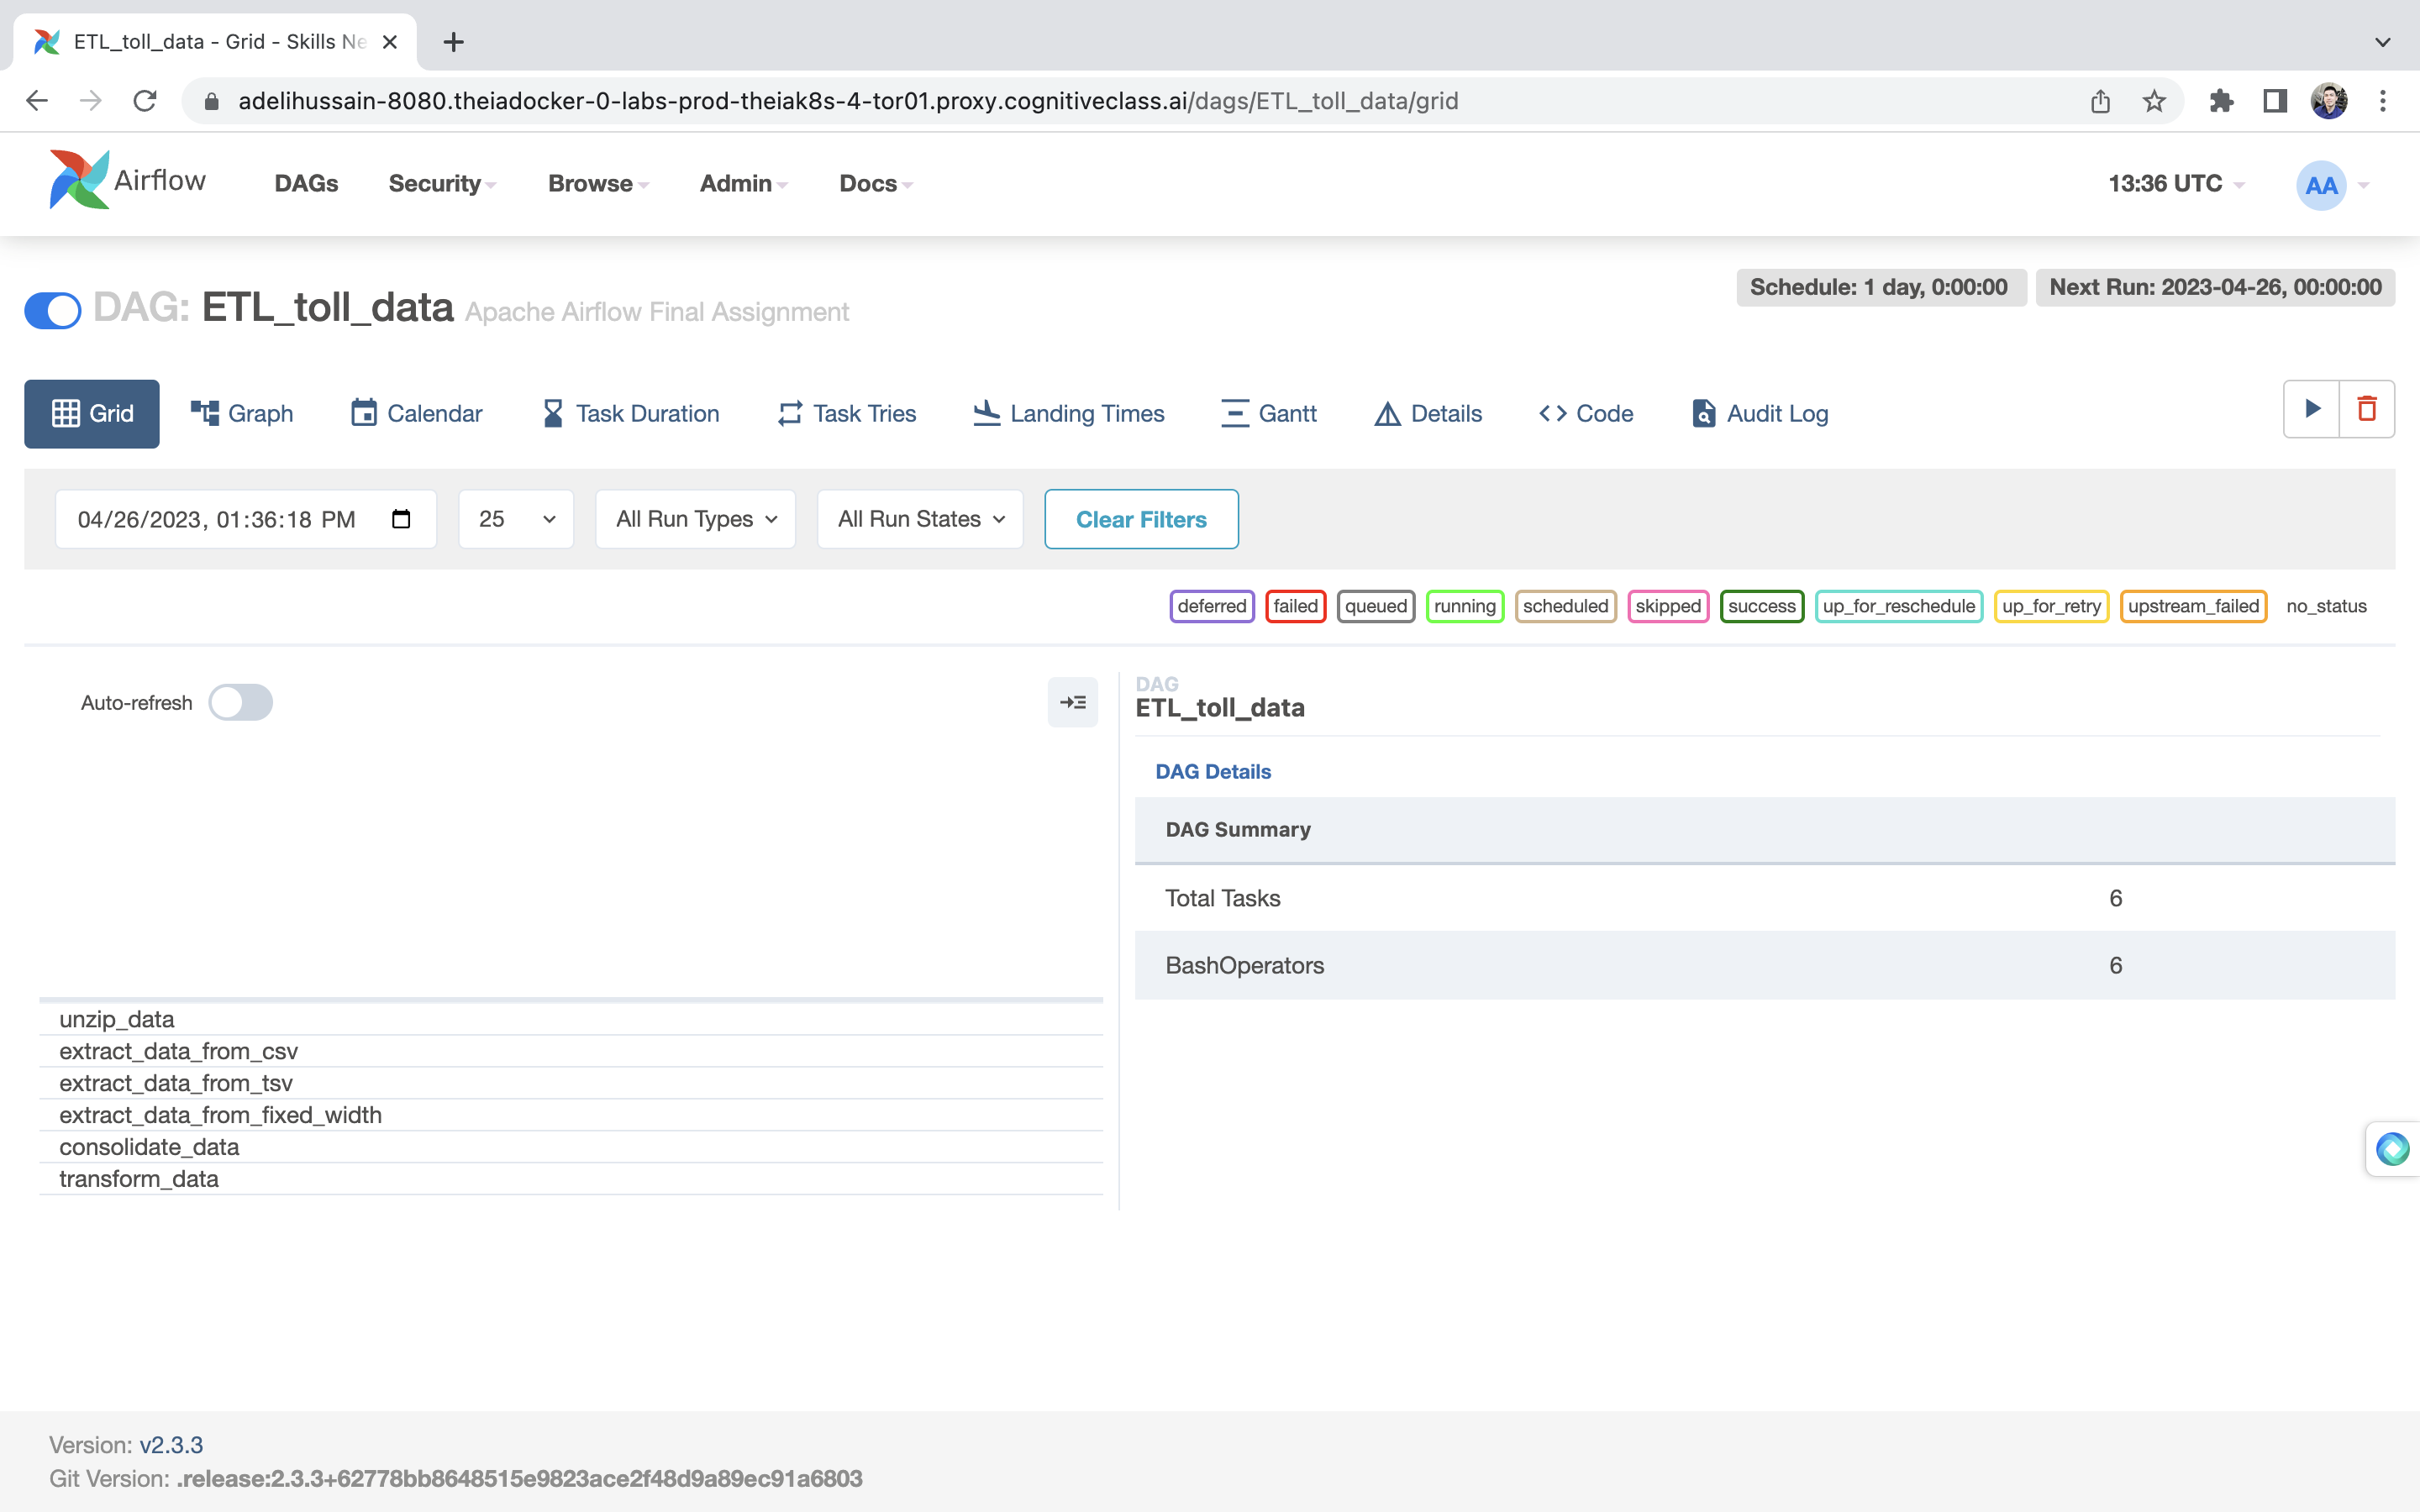 ETL_toll_data - Grid - Skills Ne
adelihussain-8080.theiadocker-0-labs-prod-theiak8s-4-tor01.proxy.cognitiveclass.ai/dags/ETL_toll_data/grid
Airflow DAGs Security Browse Admin Docs 13:36 UTC AA
DAG: ETL_toll_data Apache Airflow Final Assignment Schedule: 1 day, 0:00:00 Next Run: 2023-04-26, 00:00:00
Grid Graph Calendar Task Duration Task Tries Landing Times Gantt Details Code Audit Log
04/26/2023, 01:36:18 PM 25 All Run Types All Run States Clear Filters
deferred failed queued running scheduled skipped success up_for_reschedule up_for_retry upstream_failed no_status
Auto-refresh
DAG
ETL_toll_data
DAG Details
DAG Summary
Total Tasks 6
BashOperators 6
unzip_data
extract_data_from_csv
extract_data_from_tsv
extract_data_from_fixed_width
consolidate_data
transform_data
Version: v2.3.3
Git Version: .release:2.3.3+62778bb8648515e9823ace2f48d9a89ec91a6803